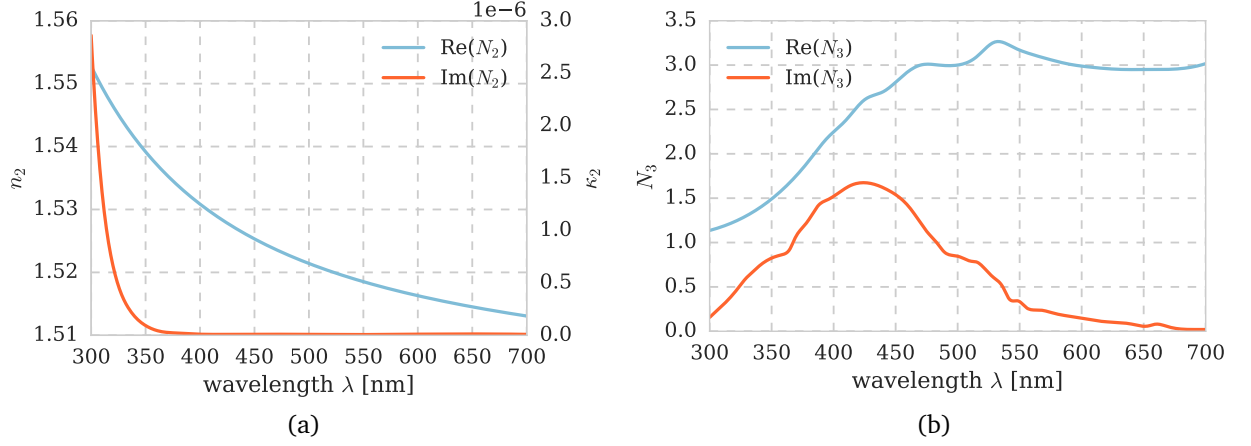 1e-6
1.56
1.55
1.54
1.53
1.52
1.51
n₂
3.0
2.5
2.0
1.5
1.0
0.5
0.0
κ₂
Re(N₂)
Im(N₂)
300 350 400 450 500 550 600 650 700
wavelength λ [nm]
(a)
3.5
3.0
2.5
2.0
1.5
1.0
0.5
0.0
N₃
Re(N₃)
Im(N₃)
300 350 400 450 500 550 600 650 700
wavelength λ [nm]
(b)